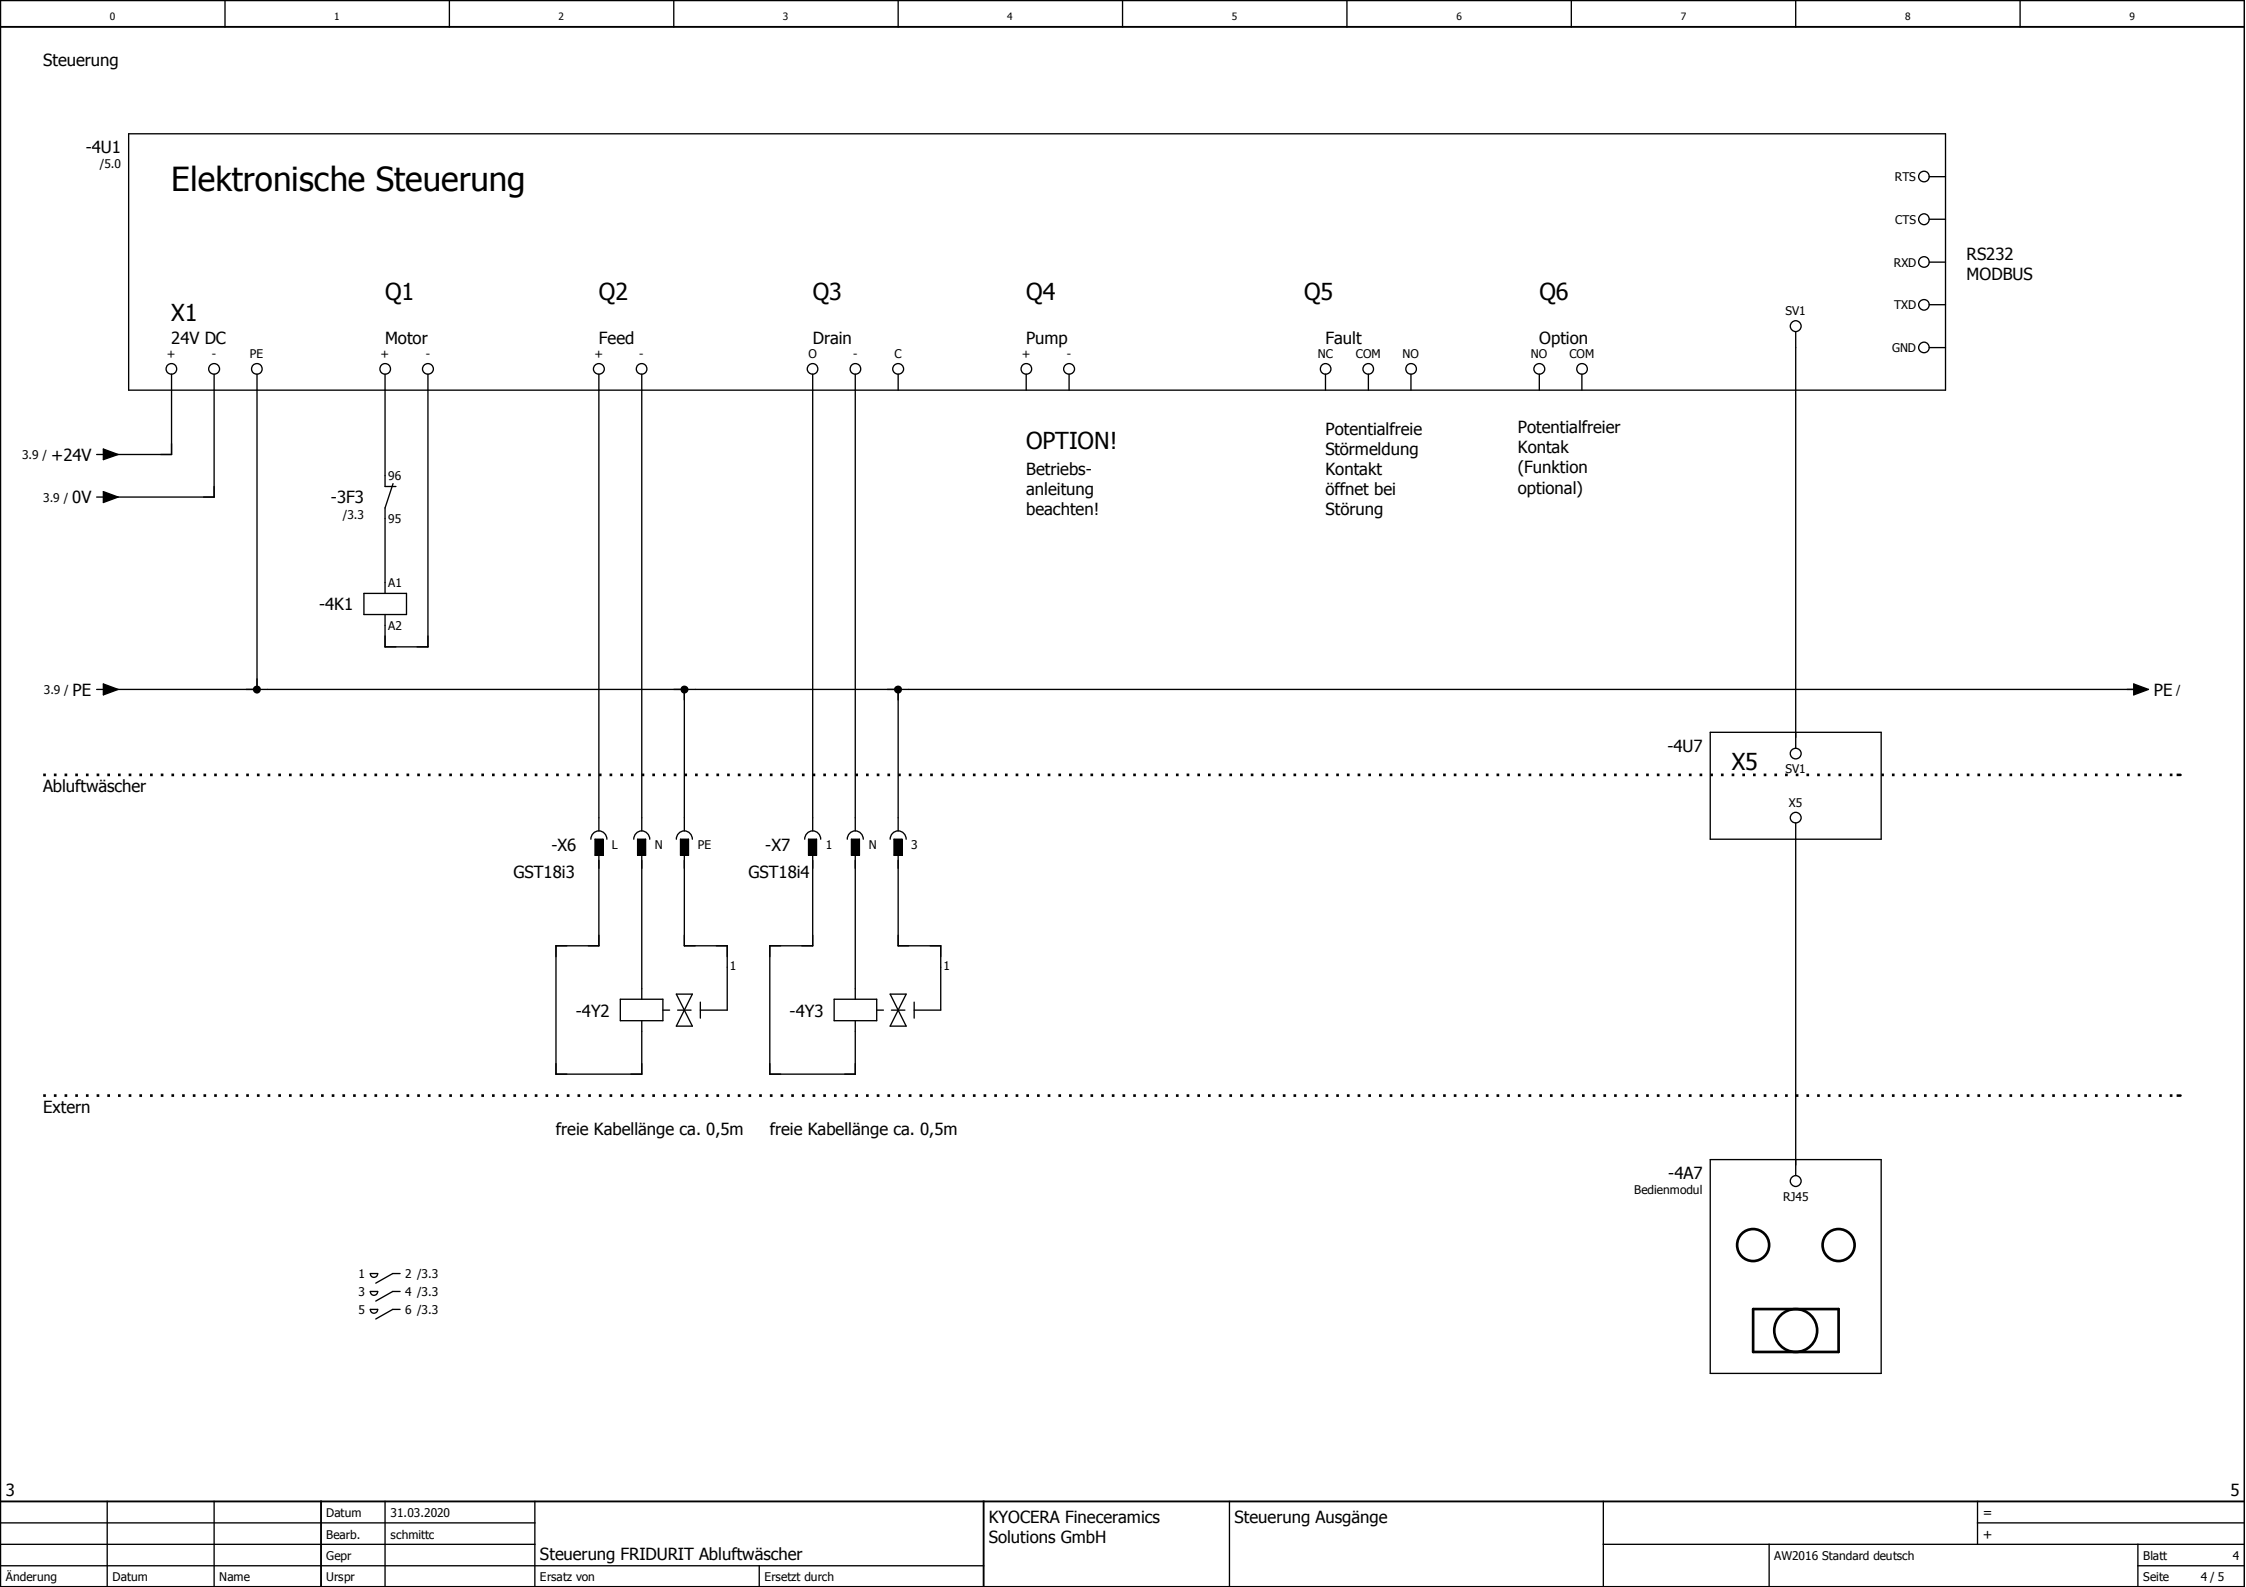 0 1 2 3 4 5 6 7 8 9
Steuerung
-4U1
/5.0
Elektronische Steuerung
RTS
CTS
RXD
TXD
GND
RS232
MODBUS
X1
24V DC
+ - PE
Q1
Motor
+ -
Q2
Feed
+ -
Q3
Drain
O - C
Q4
Pump
+ -
Q5
Fault
NC COM NO
Q6
Option
NO COM
SV1
3.9 / +24V
3.9 / 0V
OPTION!
Betriebs-
anleitung
beachten!
Potentialfreie
Störmeldung
Kontakt
öffnet bei
Störung
Potentialfreier
Kontak
(Funktion
optional)
-3F3
/3.3
96
95
-4K1
A1
A2
3.9 / PE
PE /
-4U7
X5
SV1
X5
Abluftwäscher
-X6
GST18i3
L N PE
-X7
GST18i4
1 N 3
1
1
-4Y2
-4Y3
Extern
freie Kabellänge ca. 0,5m
freie Kabellänge ca. 0,5m
-4A7
Bedienmodul
RJ45
1 2 /3.3
3 4 /3.3
5 6 /3.3
3
5
Datum 31.03.2020
Bearb. schmittc
Gepr
Änderung Datum Name Urspr
Steuerung FRIDURIT Abluftwäscher
Ersatz von Ersetzt durch
KYOCERA Fineceramics
Solutions GmbH
Steuerung Ausgänge
=
+
AW2016 Standard deutsch
Blatt 4
Seite 4 / 5